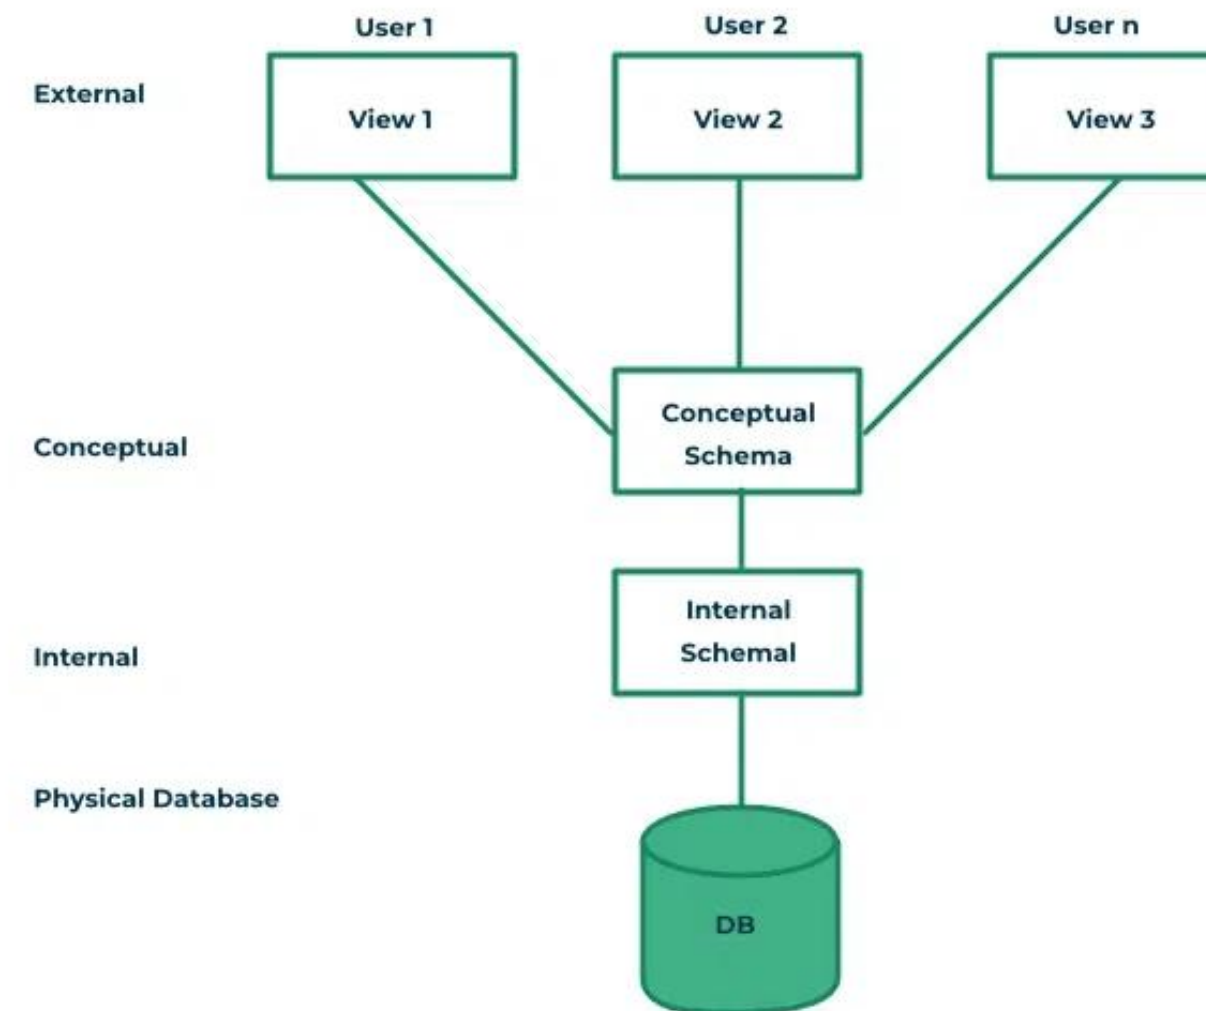 User 1
User 2
User n
External
View 1
View 2
View 3
Conceptual
Conceptual
Schema
Internal
Internal
Schemal
Physical Database
DB